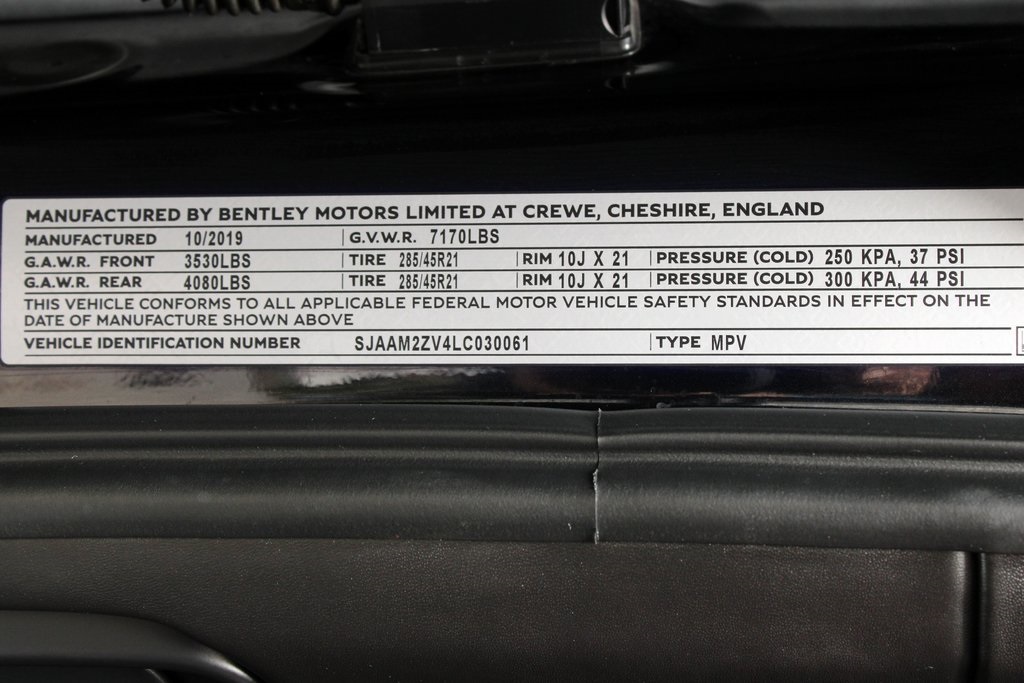 MANUFACTURED BY BENTLEY MOTORS LIMITED AT CREWE, CHESHIRE, ENGLAND
MANUFACTURED 10/2019 G.V.W.R. 7170LBS
G.A.W.R. FRONT 3530LBS TIRE 285/45R21 RIM 10J X 21 PRESSURE (COLD) 250 KPA, 37 PSI
G.A.W.R. REAR 4080LBS TIRE 285/45R21 RIM 10J X 21 PRESSURE (COLD) 300 KPA, 44 PSI
THIS VEHICLE CONFORMS TO ALL APPLICABLE FEDERAL MOTOR VEHICLE SAFETY STANDARDS IN EFFECT ON THE
DATE OF MANUFACTURE SHOWN ABOVE
VEHICLE IDENTIFICATION NUMBER SJAAM2ZV4LC030061 TYPE MPV